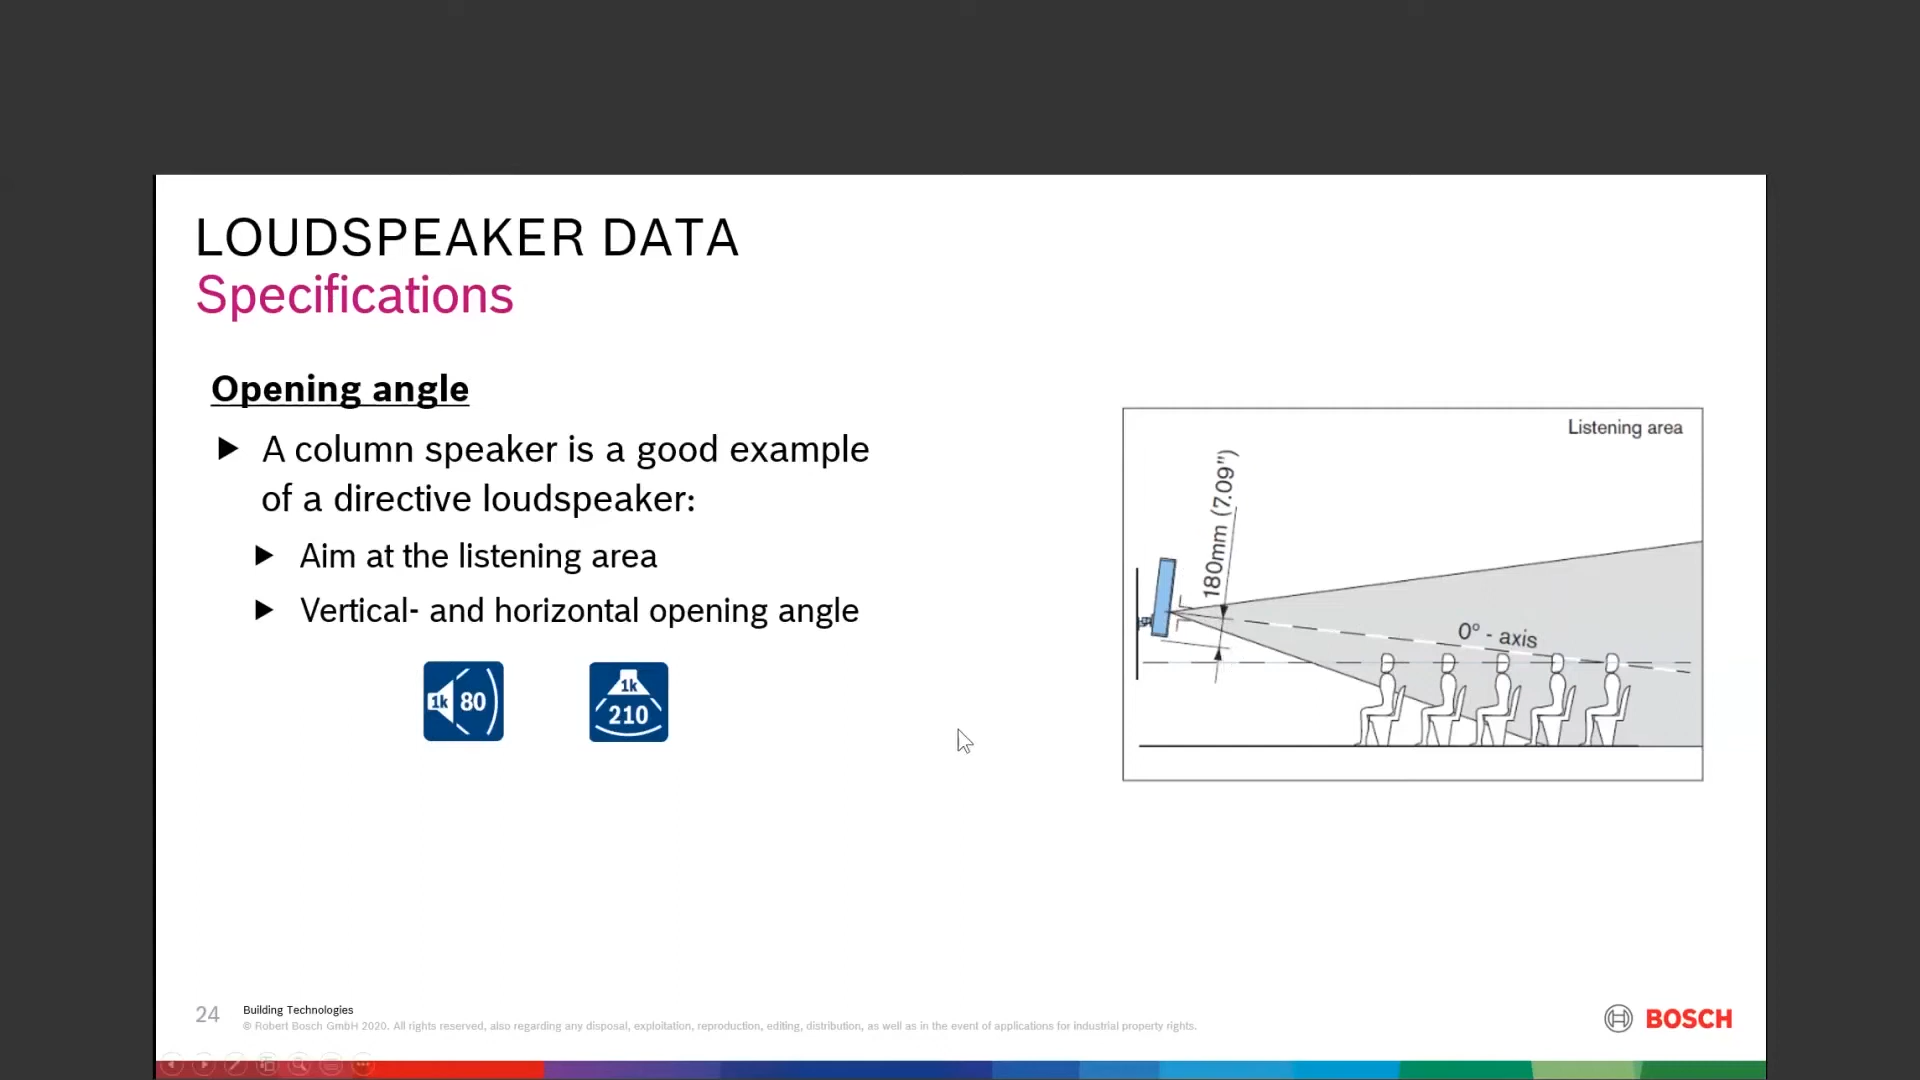 LOUDSPEAKER DATA
Specifications
Opening angle
A column speaker is a good example
of a directive loudspeaker:
Aim at the listening area
Vertical- and horizontal opening angle
1k 80
1k
210
Listening area
180mm (7.09")
0° - axis
24
Building Technologies
© Robert Bosch GmbH 2020. All rights reserved, also regarding any disposal, exploitation, reproduction, editing, distribution, as well as in the event of applications for industrial property rights.
BOSCH